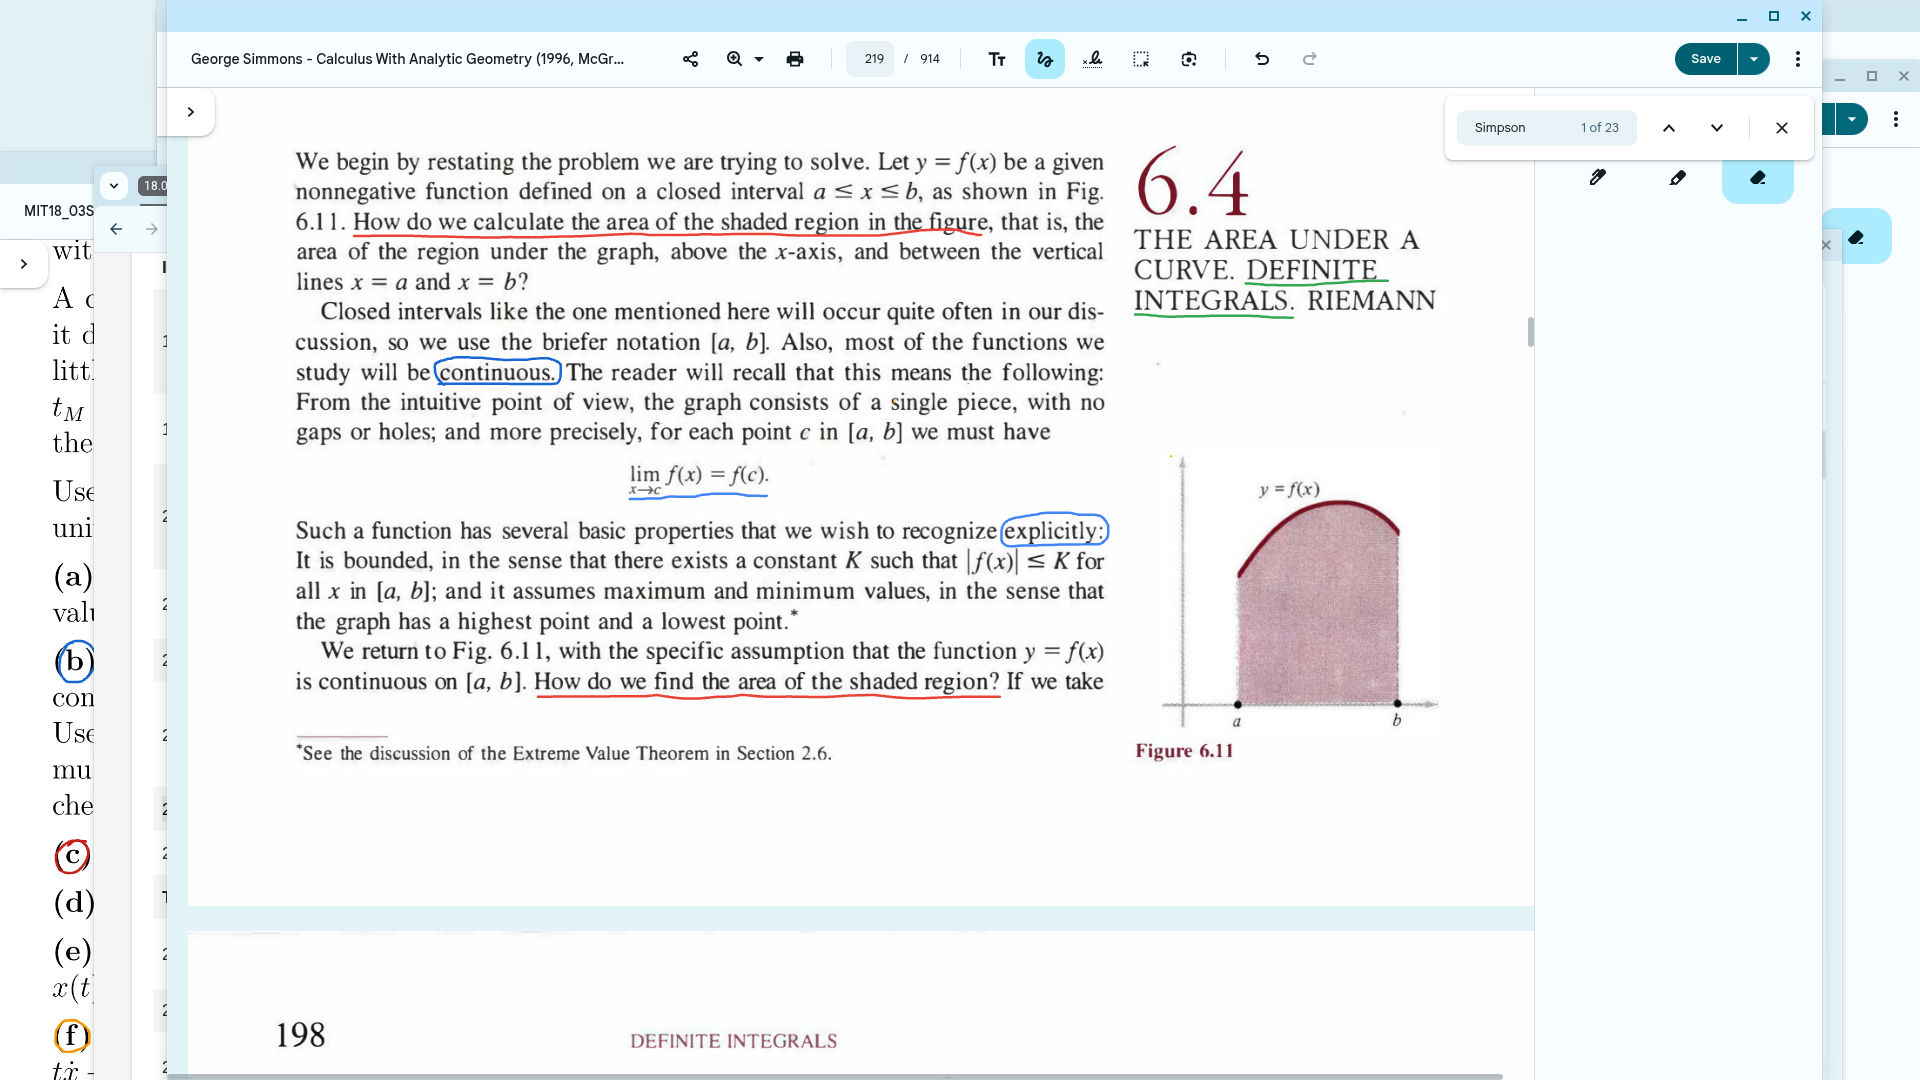 George Simmons - Calculus With Analytic Geometry (1996, McGr...
219 / 914
Save
Simpson 1 of 23
We begin by restating the problem we are trying to solve. Let y = f(x) be a given
nonnegative function defined on a closed interval a ≤ x ≤ b, as shown in Fig.
6.11. How do we calculate the area of the shaded region in the figure, that is, the
area of the region under the graph, above the x-axis, and between the vertical
lines x = a and x = b?
Closed intervals like the one mentioned here will occur quite often in our dis-
cussion, so we use the briefer notation [a, b]. Also, most of the functions we
study will be continuous. The reader will recall that this means the following:
From the intuitive point of view, the graph consists of a single piece, with no
gaps or holes; and more precisely, for each point c in [a, b] we must have
lim f(x) = f(c).
x→c
Such a function has several basic properties that we wish to recognize explicitly:
It is bounded, in the sense that there exists a constant K such that |f(x)| ≤ K for
all x in [a, b]; and it assumes maximum and minimum values, in the sense that
the graph has a highest point and a lowest point.*
We return to Fig. 6.11, with the specific assumption that the function y = f(x)
is continuous on [a, b]. How do we find the area of the shaded region? If we take
*See the discussion of the Extreme Value Theorem in Section 2.6.
6.4
THE AREA UNDER A
CURVE. DEFINITE
INTEGRALS. RIEMANN
y = f(x)
a b
Figure 6.11
198 DEFINITE INTEGRALS
18.0
MIT18_03S
wit
A c
it d
littl
t_M
the
Use
uni
(a)
valu
(b)
con
Use
mu
che
(c)
(d)
(e)
x(t)
(f)
tẋ -